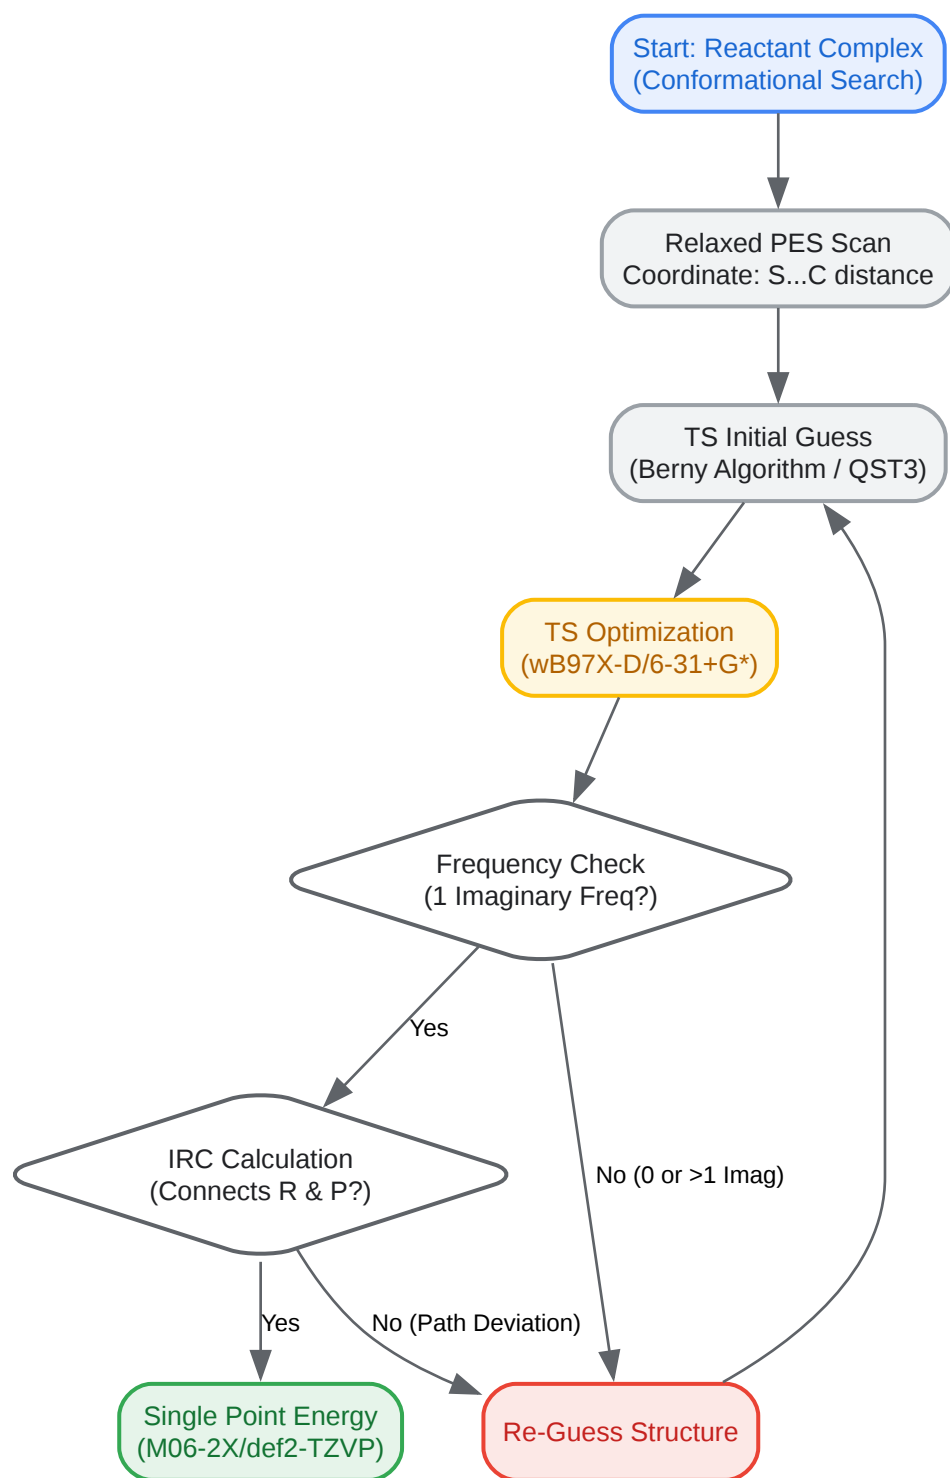 Start: Reactant Complex
(Conformational Search)
Relaxed PES Scan
Coordinate: S...C distance
TS Initial Guess
(Berny Algorithm / QST3)
TS Optimization
(wB97X-D/6-31+G*)
Frequency Check
(1 Imaginary Freq?)
Yes
IRC Calculation
(Connects R & P?)
No (0 or >1 Imag)
Yes
No (Path Deviation)
Single Point Energy
(M06-2X/def2-TZVP)
Re-Guess Structure